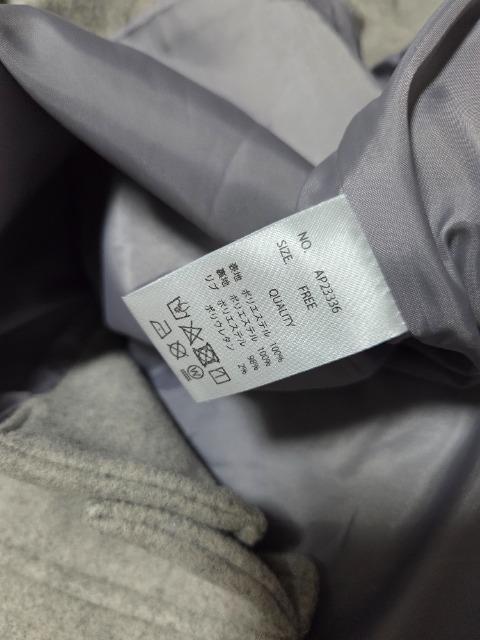 NO. AP23336
SIZE. FREE
QUALITY
表地 ポリエステル 100%
裏地 ポリエステル 100%
リブ ポリエステル 98%
ポリウレタン 2%
W